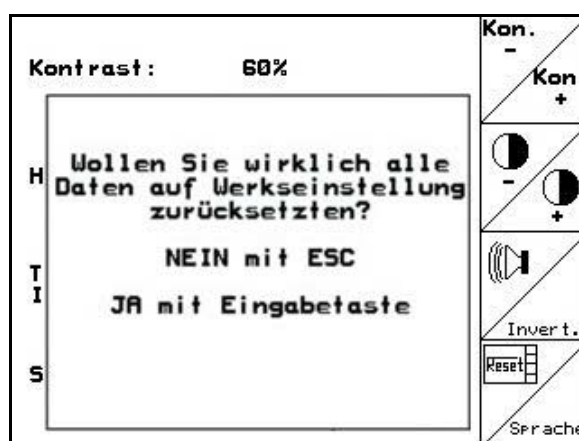 Kontrast: 60%
H
T
I
S
Wollen Sie wirklich alle
Daten auf Werkseinstellung
zurücksetzten?
NEIN mit ESC
JA mit Eingabetaste
Kon.
-
Kon
+
-
+
Invert.
Reset
Sprache